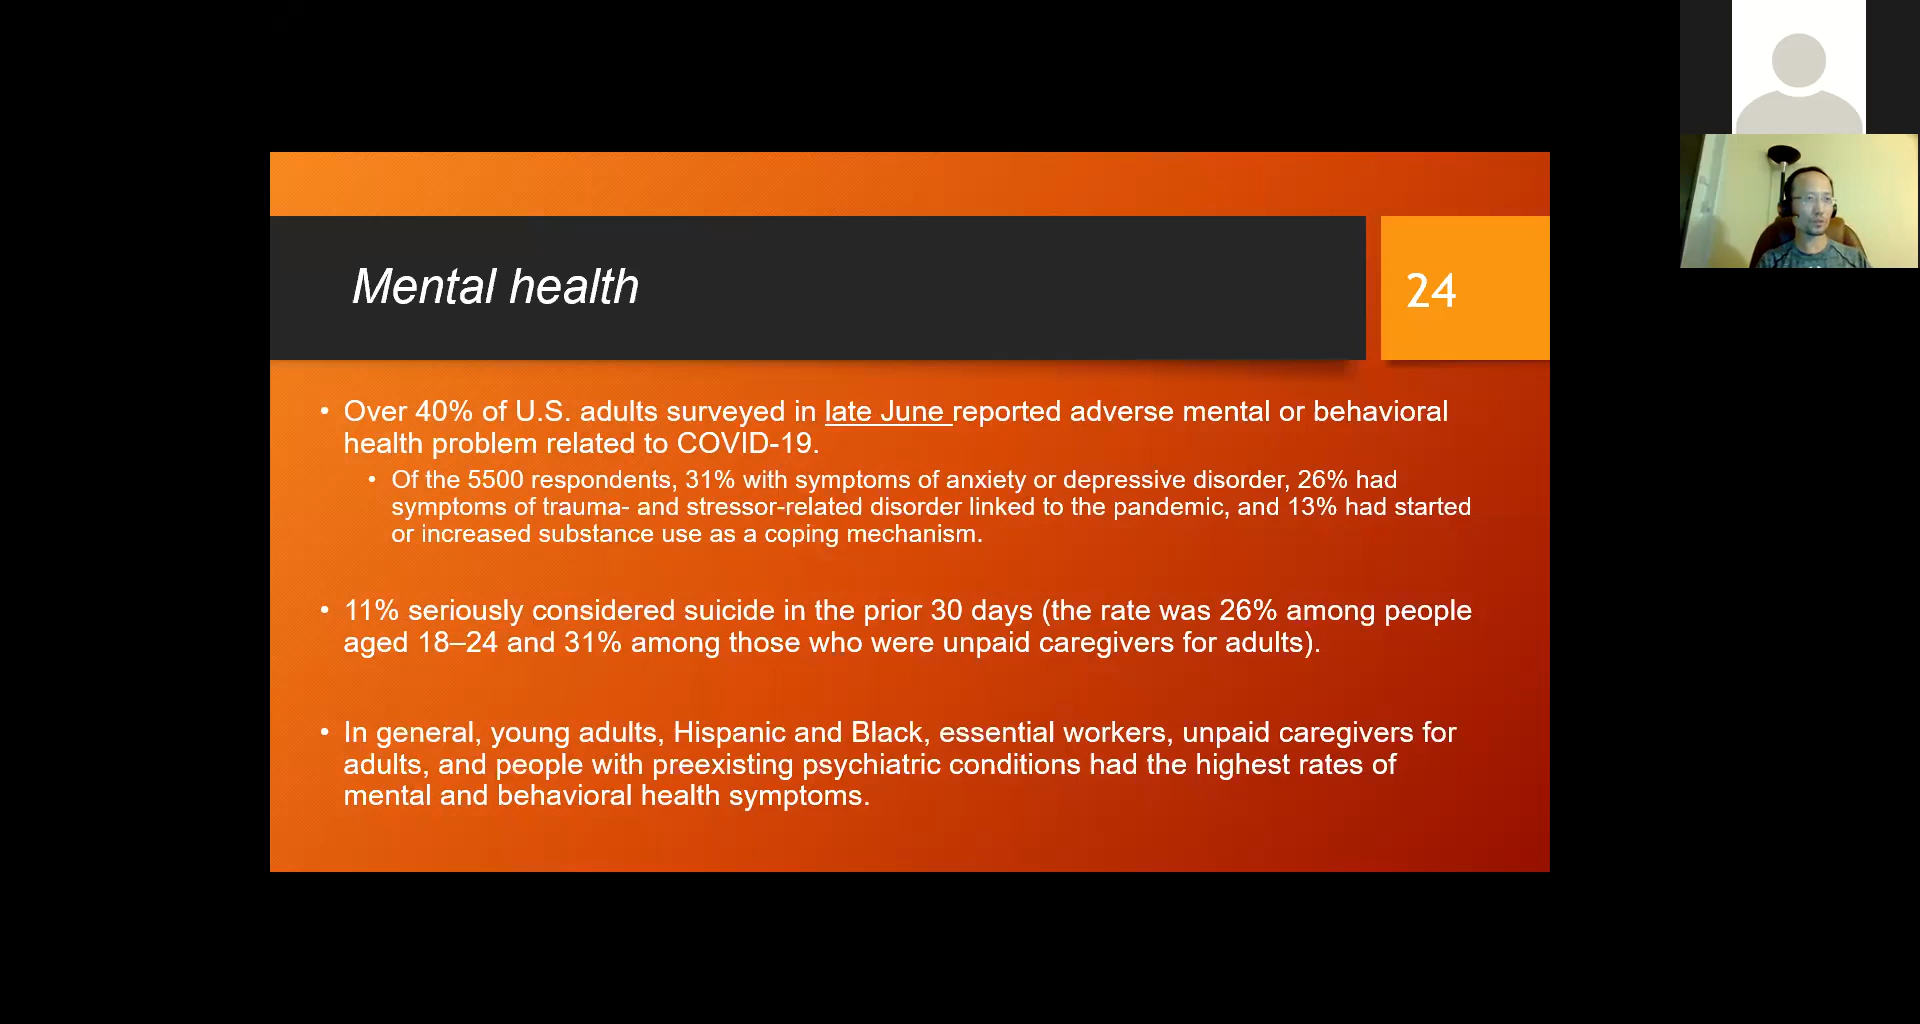 Mental health
24
• Over 40% of U.S. adults surveyed in late June reported adverse mental or behavioral
health problem related to COVID-19.
• Of the 5500 respondents, 31% with symptoms of anxiety or depressive disorder, 26% had
symptoms of trauma- and stressor-related disorder linked to the pandemic, and 13% had started
or increased substance use as a coping mechanism.
• 11% seriously considered suicide in the prior 30 days (the rate was 26% among people
aged 18–24 and 31% among those who were unpaid caregivers for adults).
• In general, young adults, Hispanic and Black, essential workers, unpaid caregivers for
adults, and people with preexisting psychiatric conditions had the highest rates of
mental and behavioral health symptoms.